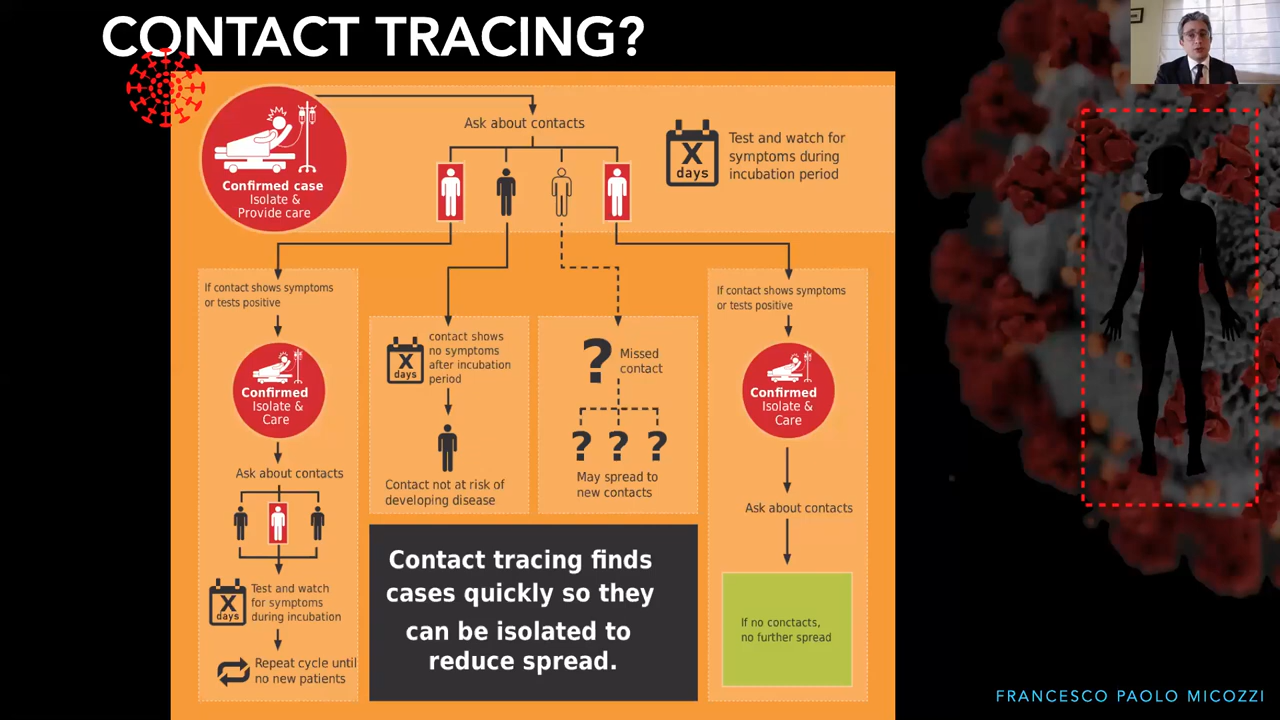 CONTACT TRACING?
Confirmed case
Isolate &
Provide care
Ask about contacts
X
days
Test and watch for
symptoms during
incubation period
If contact shows symptoms
or tests positive
Confirmed
Isolate &
Care
Ask about contacts
X
days
Test and watch
for symptoms
during incubation
Repeat cycle until
no new patients
X
days
contact shows
no symptoms
after incubation
period
Contact not at risk of
developing disease
?
Missed
contact
? ? ?
May spread to
new contacts
If contact shows symptoms
or tests positive
Confirmed
Isolate &
Care
Ask about contacts
If no conctacts,
no further spread
Contact tracing finds
cases quickly so they
can be isolated to
reduce spread.
FRANCESCO PAOLO MICOZZI